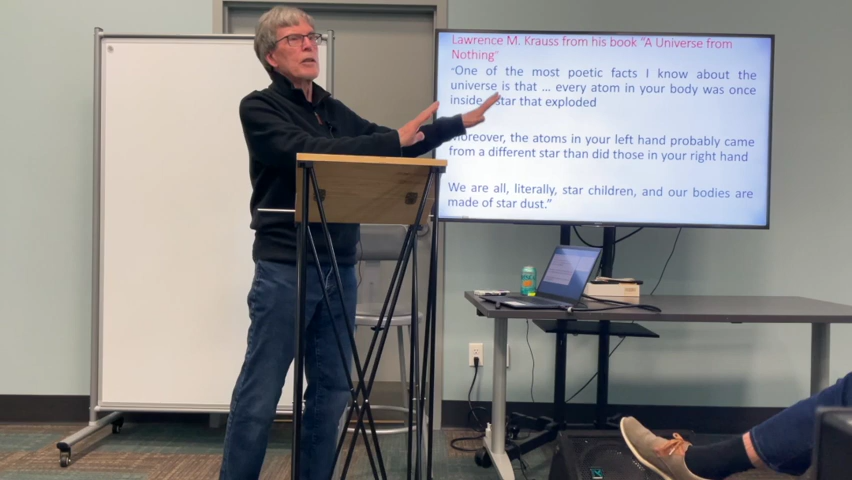 Lawrence M. Krauss from his book "A Universe from
Nothing"
"One of the most poetic facts I know about the
universe is that ... every atom in your body was once
inside star that exploded
Moreover, the atoms in your left hand probably came
from a different star than did those in your right hand
We are all, literally, star children, and our bodies are
made of star dust."